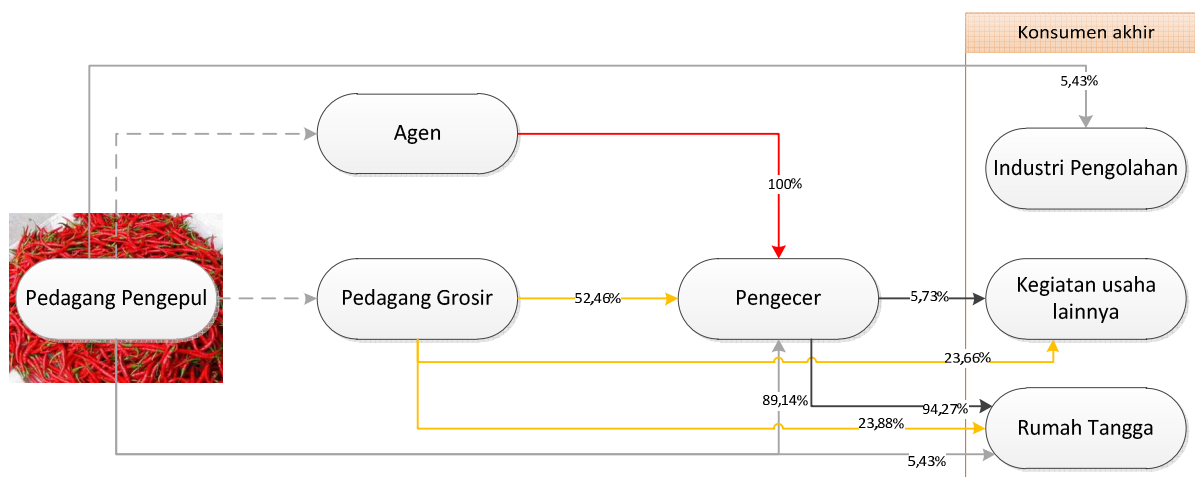 Konsumen akhir
5,43%
Agen
Industri Pengolahan
100%
Pedagang Pengepul
Pedagang Grosir
52,46%
Pengecer
5,73%
Kegiatan usaha
lainnya
23,66%
89,14%
94,27%
23,88%
Rumah Tangga
5,43%